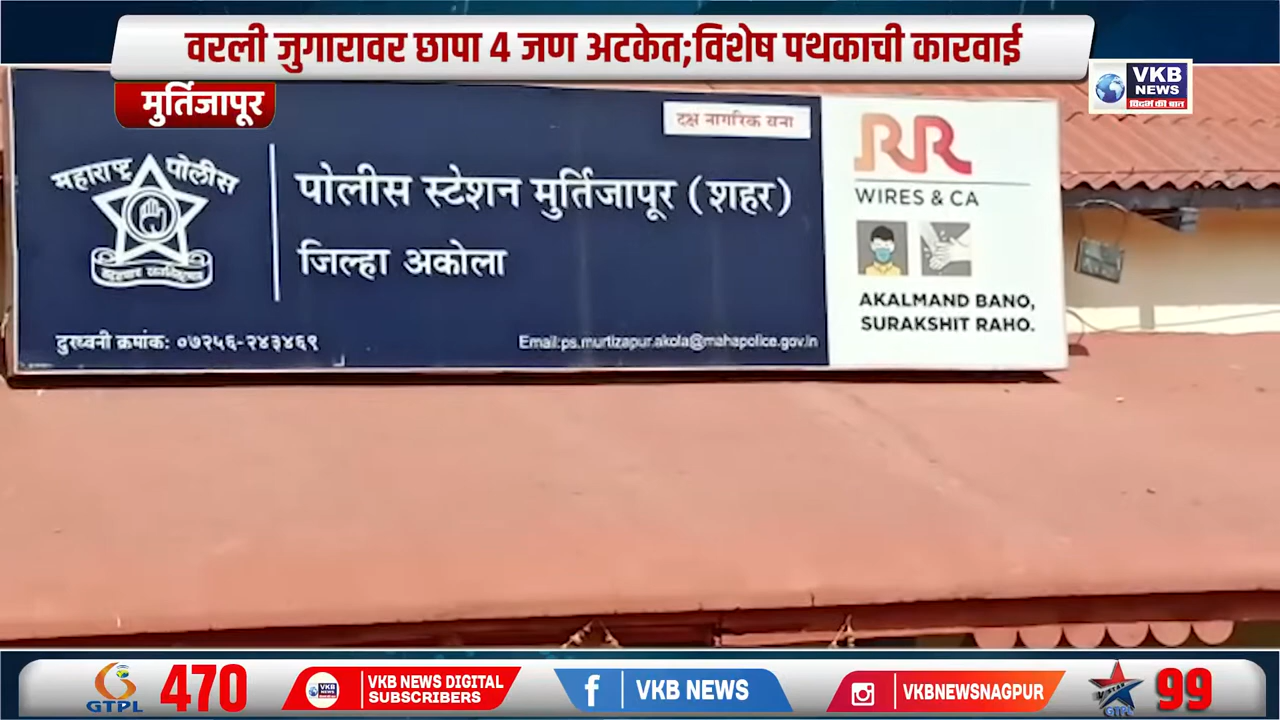 वरली जुगारावर छापा 4 जण अटकेत;विशेष पथकाची कारवाई
मुर्तिजापूर
VKB
NEWS
विदर्भ की बात
दक्ष नागरिक बना
महाराष्ट्र पोलीस
पोलीस स्टेशन मुर्तिजापूर (शहर)
जिल्हा अकोला
दुरध्वनी क्रमांक: ०७२५६-२४३४६९
Email:ps.murtizapur.akola@mahapolice.gov.in
RR
WIRES & CA
AKALMAND BANO,
SURAKSHIT RAHO.
GTPL
470
VKB NEWS DIGITAL
SUBSCRIBERS
VKB NEWS
VKBNEWSNAGPUR
GTPL
99